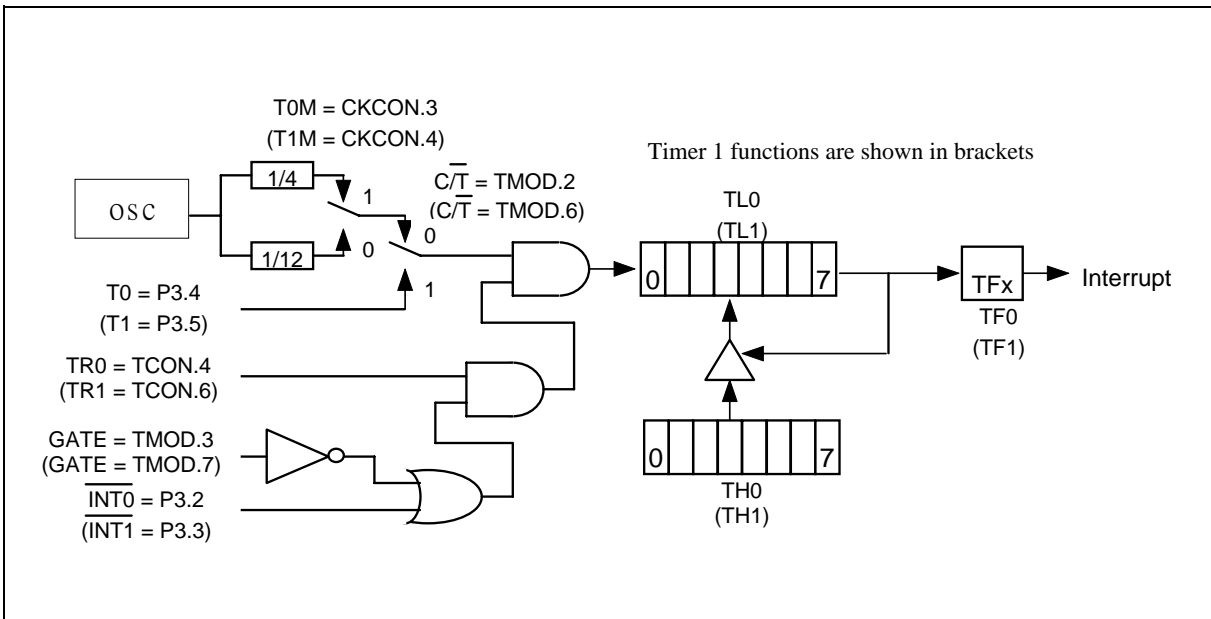 T0M = CKCON.3
(T1M = CKCON.4)
Timer 1 functions are shown in brackets
1/4
OSC
1
0
1/12
C/T̅ = TMOD.2
(C/T̅ = TMOD.6)
0
1
T0 = P3.4
(T1 = P3.5)
TL0
(TL1)
0 7
TFx
Interrupt
TF0
(TF1)
TR0 = TCON.4
(TR1 = TCON.6)
GATE = TMOD.3
(GATE = TMOD.7)
I̅N̅T̅0̅ = P3.2
(I̅N̅T̅1̅ = P3.3)
0 7
TH0
(TH1)